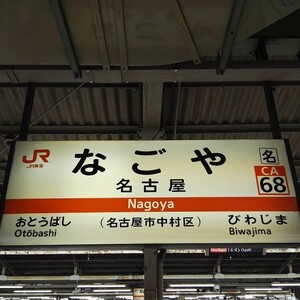 JR
JR東海
なごや
名
名古屋
CA
68
Nagoya
おとうばし
(名古屋市中村区)
びわじま
Otōbashi
Biwajima